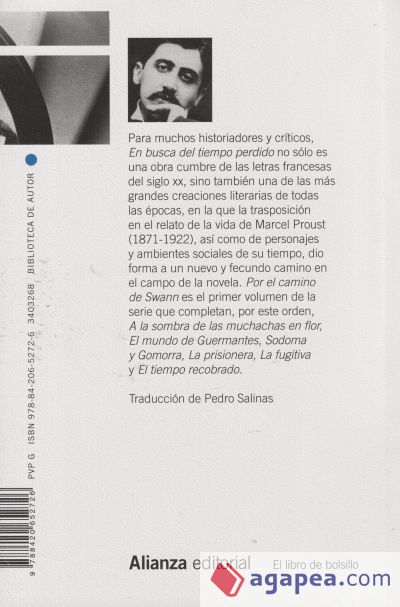 Para muchos historiadores y críticos,
En busca del tiempo perdido no sólo es
una obra cumbre de las letras francesas
del siglo XX, sino también una de las más
grandes creaciones literarias de todas
las épocas, en la que la trasposición
en el relato de la vida de Marcel Proust
(1871-1922), así como de personajes
y ambientes sociales de su tiempo, dio
forma a un nuevo y fecundo camino en
el campo de la novela. Por el camino
de Swann es el primer volumen de la
serie que completan, por este orden,
A la sombra de las muchachas en flor,
El mundo de Guermantes, Sodoma
y Gomorra, La prisionera, La fugitiva
y El tiempo recobrado.
Traducción de Pedro Salinas
PVP G ISBN 978-84-206-5272-6 3403268 BIBLIOTECA DE AUTOR
9 788420 652726
Alianza editorial
El libro de bolsillo
agapea.com